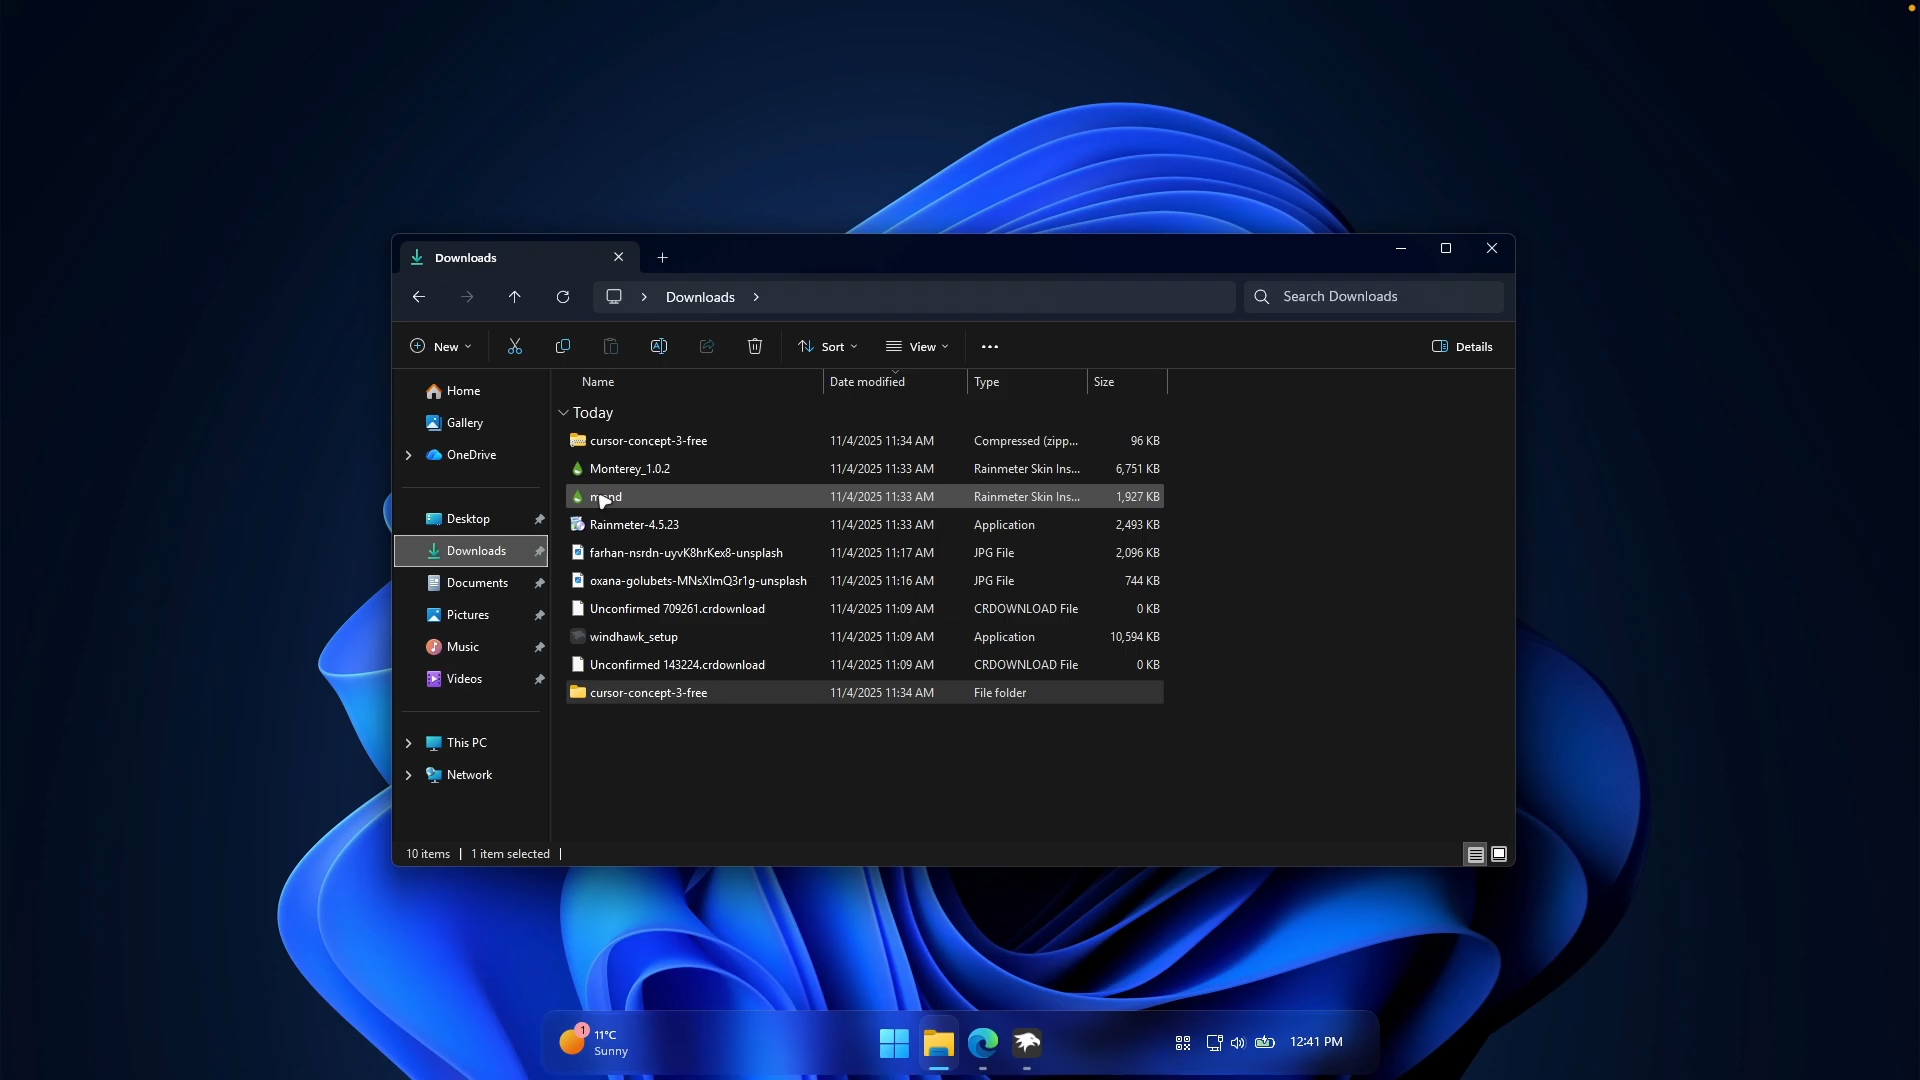 Downloads
Downloads
Search Downloads
New
Sort
View
Details
Home
Gallery
OneDrive
Desktop
Downloads
Documents
Pictures
Music
Videos
This PC
Network
Name Date modified Type Size
Today
cursor-concept-3-free 11/4/2025 11:34 AM Compressed (zipp... 96 KB
Monterey_1.0.2 11/4/2025 11:33 AM Rainmeter Skin Ins... 6,751 KB
11/4/2025 11:33 AM Rainmeter Skin Ins... 1,927 KB
Rainmeter-4.5.23 11/4/2025 11:33 AM Application 2,493 KB
farhan-nsrdn-uyvK8hrKex8-unsplash 11/4/2025 11:17 AM JPG File 2,096 KB
oxana-golubets-MNsXlmQ3r1g-unsplash 11/4/2025 11:16 AM JPG File 744 KB
Unconfirmed 709261.crdownload 11/4/2025 11:09 AM CRDOWNLOAD File 0 KB
windhawk_setup 11/4/2025 11:09 AM Application 10,594 KB
Unconfirmed 143224.crdownload 11/4/2025 11:09 AM CRDOWNLOAD File 0 KB
cursor-concept-3-free 11/4/2025 11:34 AM File folder
10 items 1 item selected
1
11°C
Sunny
12:41 PM